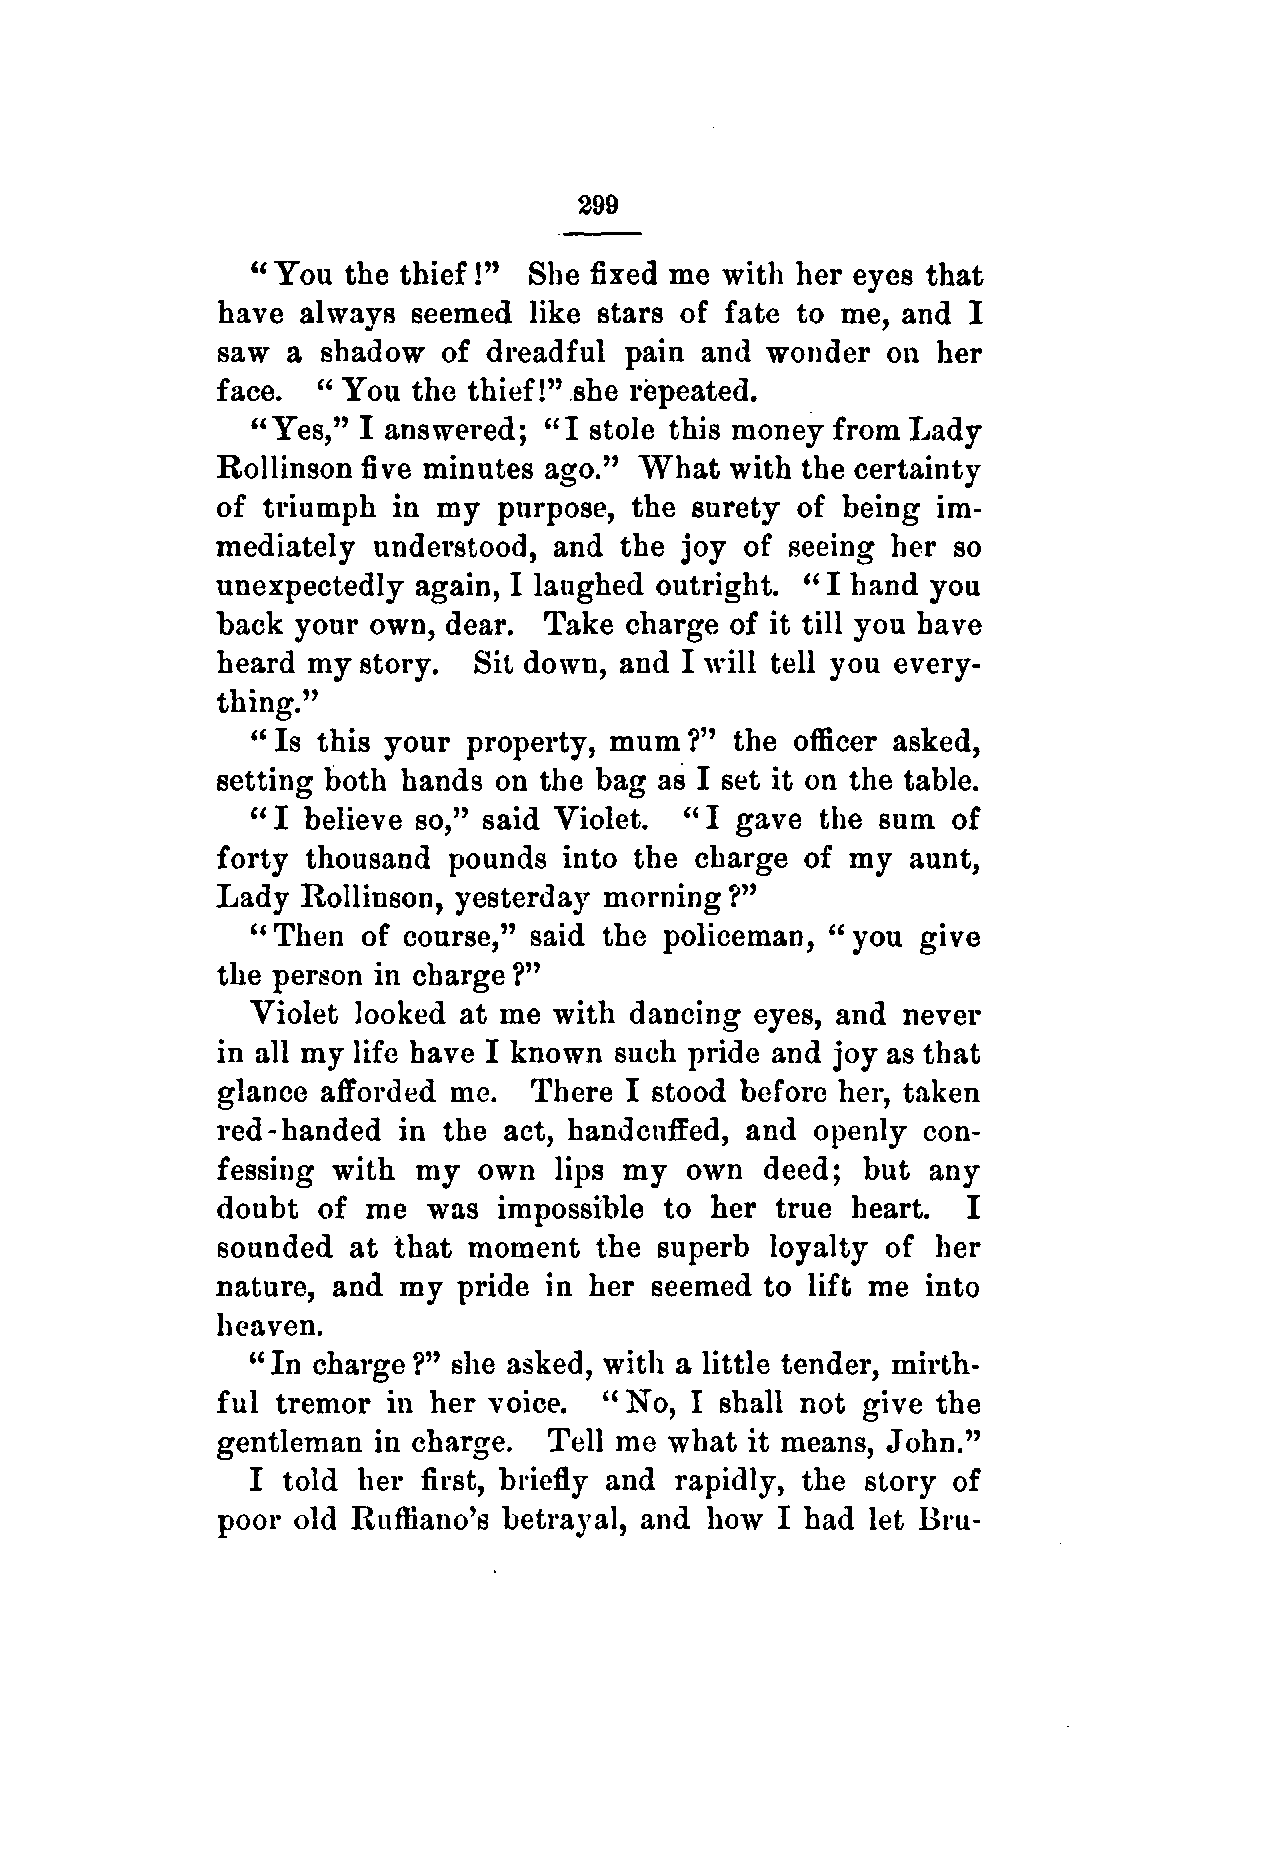 299
“You the thief!” She fixed me with her eyes that
have always seemed like stars of fate to me, and I
saw a shadow of dreadful pain and wonder on her
face. “You the thief!” she repeated.
“Yes,” I answered; “I stole this money from Lady
Rollinson five minutes ago.” What with the certainty
of triumph in my purpose, the surety of being im-
mediately understood, and the joy of seeing her so
unexpectedly again, I laughed outright. “I hand you
back your own, dear. Take charge of it till you have
heard my story. Sit down, and I will tell you every-
thing.”
“Is this your property, mum?” the officer asked,
setting both hands on the bag as I set it on the table.
“I believe so,” said Violet. “I gave the sum of
forty thousand pounds into the charge of my aunt,
Lady Rollinson, yesterday morning?”
“Then of course,” said the policeman, “you give
the person in charge?”
Violet looked at me with dancing eyes, and never
in all my life have I known such pride and joy as that
glance afforded me. There I stood before her, taken
red-handed in the act, handcuffed, and openly con-
fessing with my own lips my own deed; but any
doubt of me was impossible to her true heart. I
sounded at that moment the superb loyalty of her
nature, and my pride in her seemed to lift me into
heaven.
“In charge?” she asked, with a little tender, mirth-
ful tremor in her voice. “No, I shall not give the
gentleman in charge. Tell me what it means, John.”
I told her first, briefly and rapidly, the story of
poor old Ruffiano’s betrayal, and how I had let Bru-